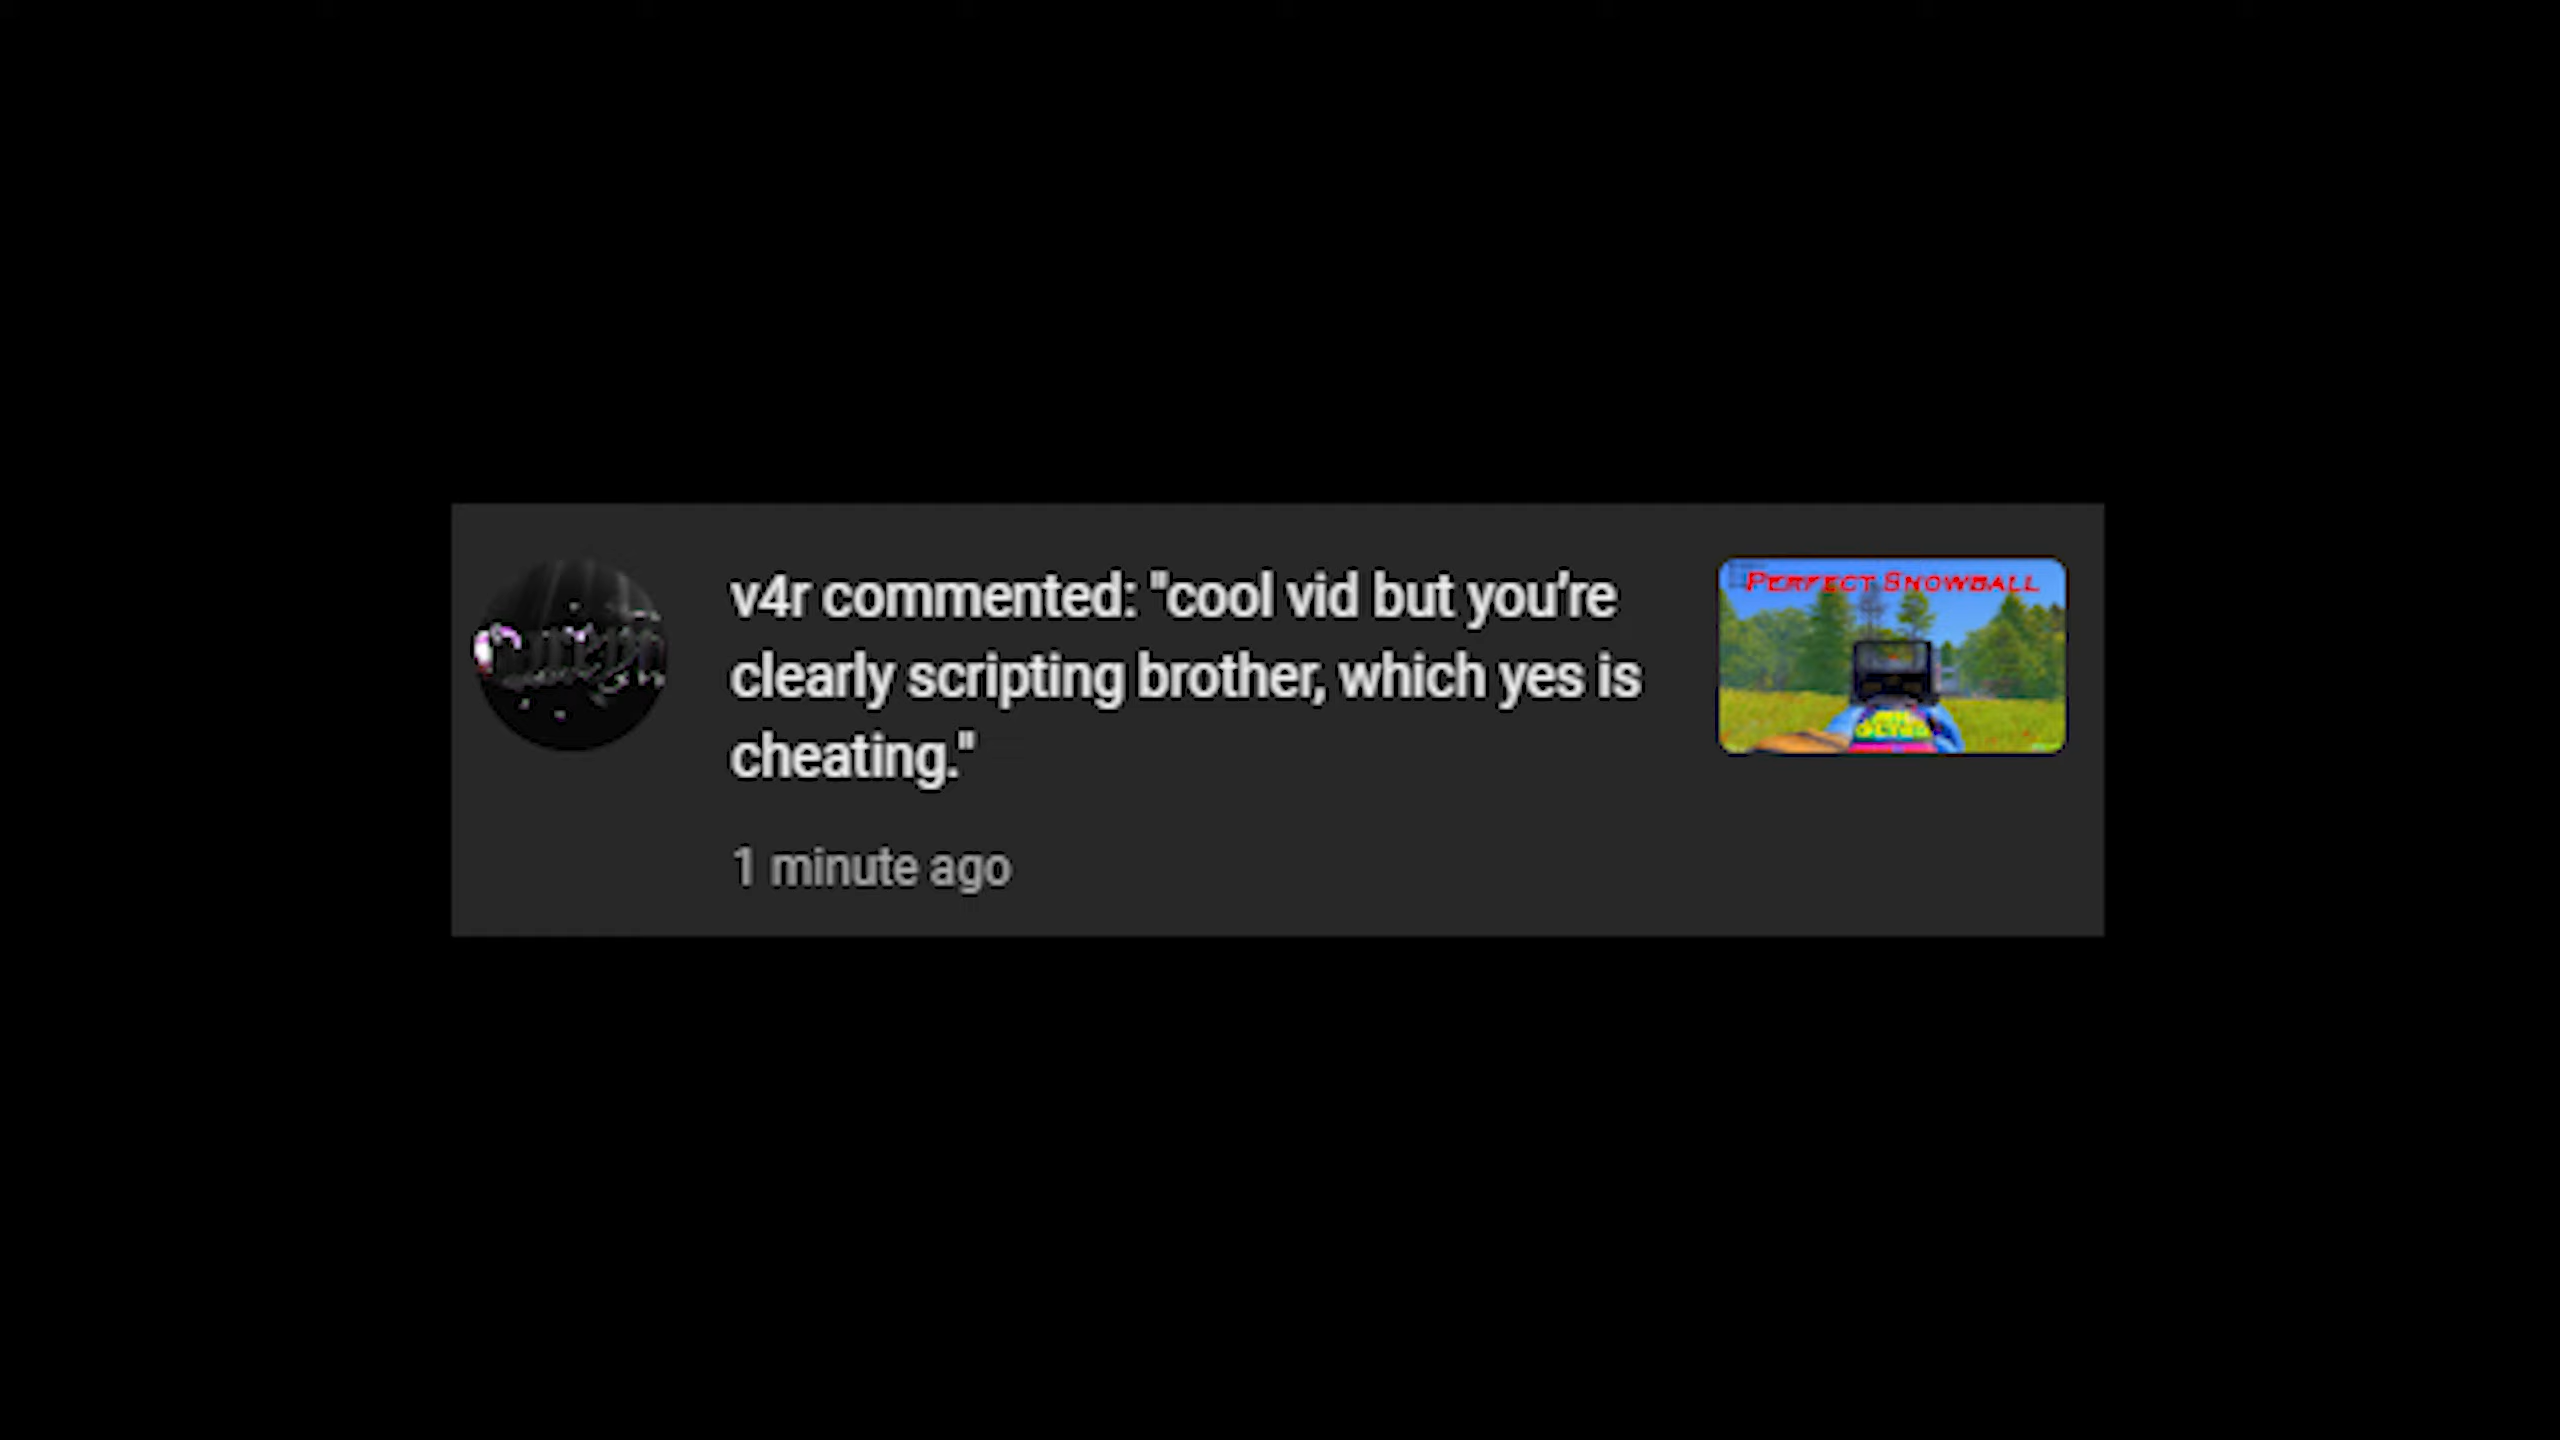 v4r commented: "cool vid but you're
clearly scripting brother, which yes is
cheating."
1 minute ago
PERFECT SNOWBALL